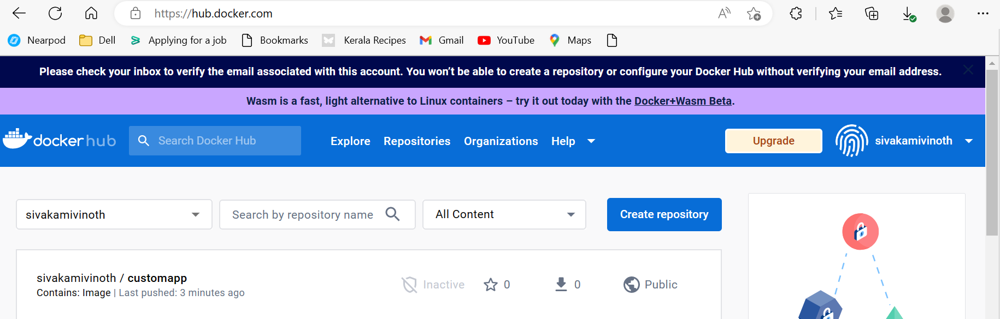 https://hub.docker.com
Nearpod Dell Applying for a job Bookmarks Kerala Recipes Gmail YouTube Maps
Please check your inbox to verify the email associated with this account. You won’t be able to create a repository or configure your Docker Hub without verifying your email address.
Wasm is a fast, light alternative to Linux containers – try it out today with the Docker+Wasm Beta.
docker hub Search Docker Hub Explore Repositories Organizations Help Upgrade sivakamivinoth
sivakamivinoth Search by repository name All Content Create repository
sivakamivinoth / customapp Inactive 0 0 Public
Contains: Image | Last pushed: 3 minutes ago